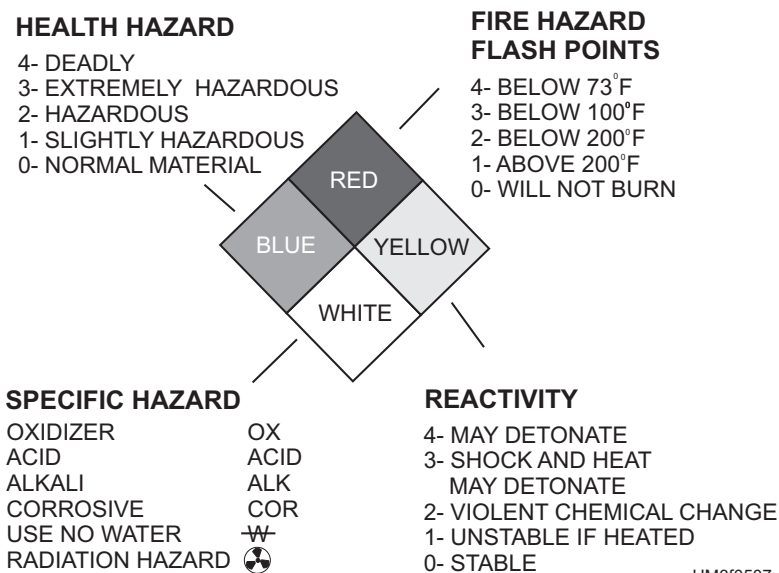 HEALTH HAZARD
4- DEADLY
3- EXTREMELY HAZARDOUS
2- HAZARDOUS
1- SLIGHTLY HAZARDOUS
0- NORMAL MATERIAL
FIRE HAZARD
FLASH POINTS
4- BELOW 73°F
3- BELOW 100°F
2- BELOW 200°F
1- ABOVE 200°F
0- WILL NOT BURN
RED
BLUE
YELLOW
WHITE
SPECIFIC HAZARD
OXIDIZER OX
ACID ACID
ALKALI ALK
CORROSIVE COR
USE NO WATER W
RADIATION HAZARD
REACTIVITY
4- MAY DETONATE
3- SHOCK AND HEAT
MAY DETONATE
2- VIOLENT CHEMICAL CHANGE
1- UNSTABLE IF HEATED
0- STABLE